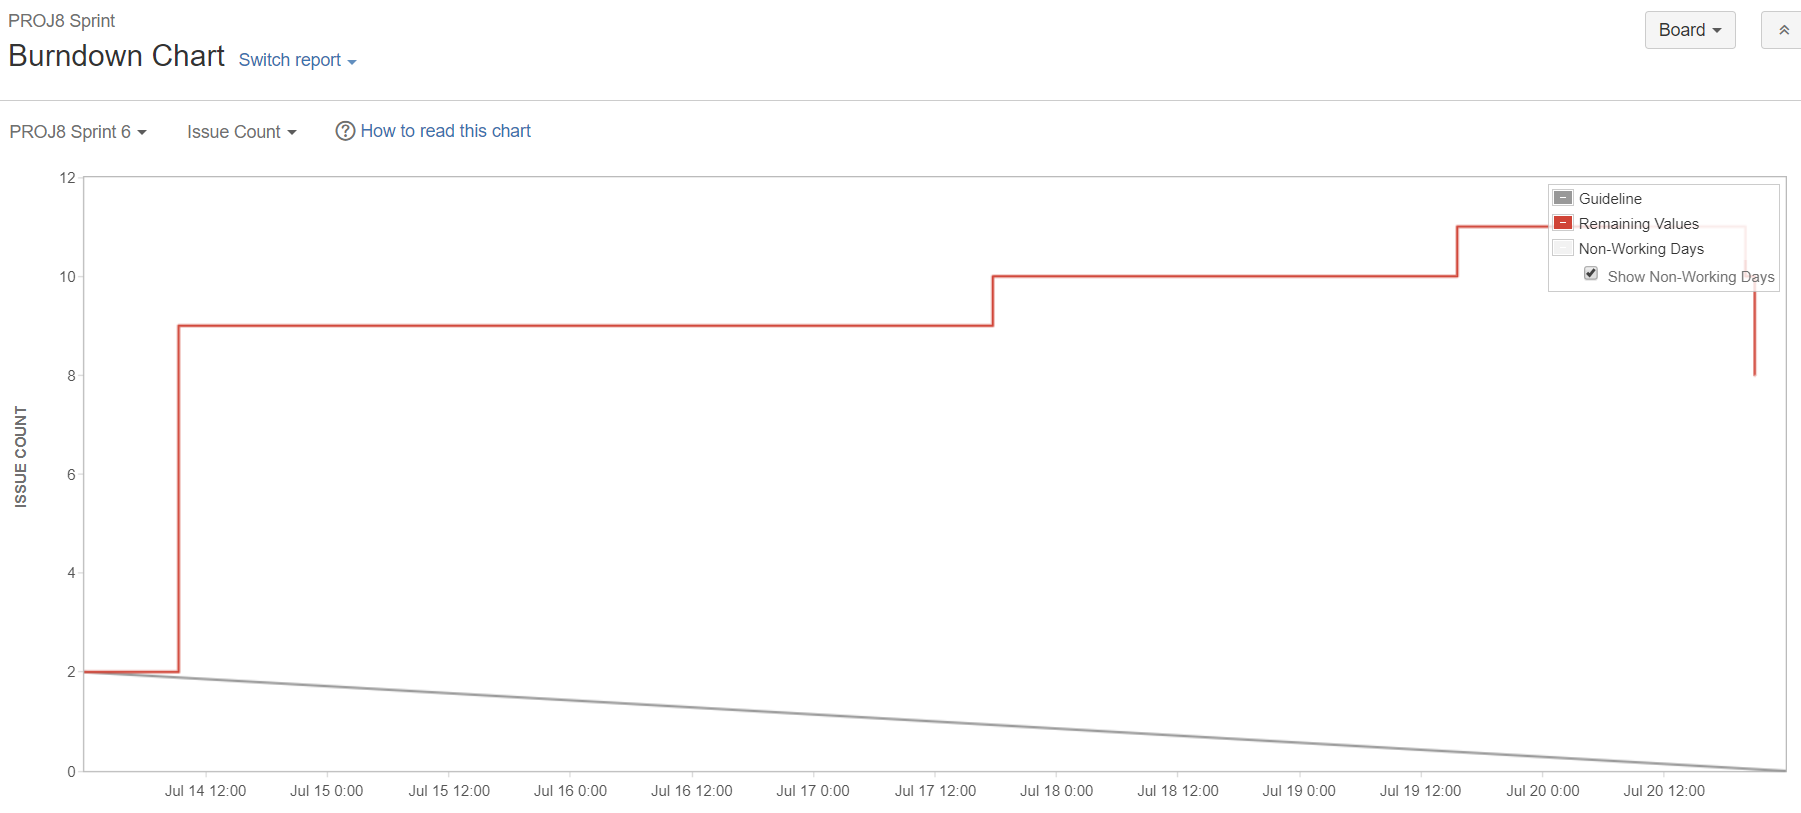 PROJ8 Sprint
Burndown Chart Switch report
Board
PROJ8 Sprint 6 Issue Count ? How to read this chart
12
10
8
6
4
2
0
ISSUE COUNT
Guideline
Remaining Values
Non-Working Days
Show Non-Working Days
Jul 14 12:00 Jul 15 0:00 Jul 15 12:00 Jul 16 0:00 Jul 16 12:00 Jul 17 0:00 Jul 17 12:00 Jul 18 0:00 Jul 18 12:00 Jul 19 0:00 Jul 19 12:00 Jul 20 0:00 Jul 20 12:00